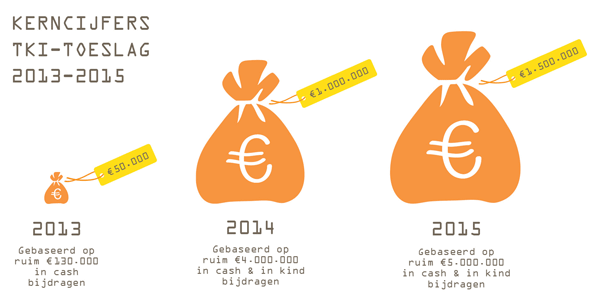 KERNCIJFERS
TKI-TOESLAG
2013-2015
€50.000
€
2013
Gebaseerd op
ruim €130.000
in cash
bijdragen
€1.000.000
€
2014
Gebaseerd op
ruim €4.000.000
in cash & in kind
bijdragen
€1.500.000
€
2015
Gebaseerd op
ruim €5.000.000
in cash & in kind
bijdragen